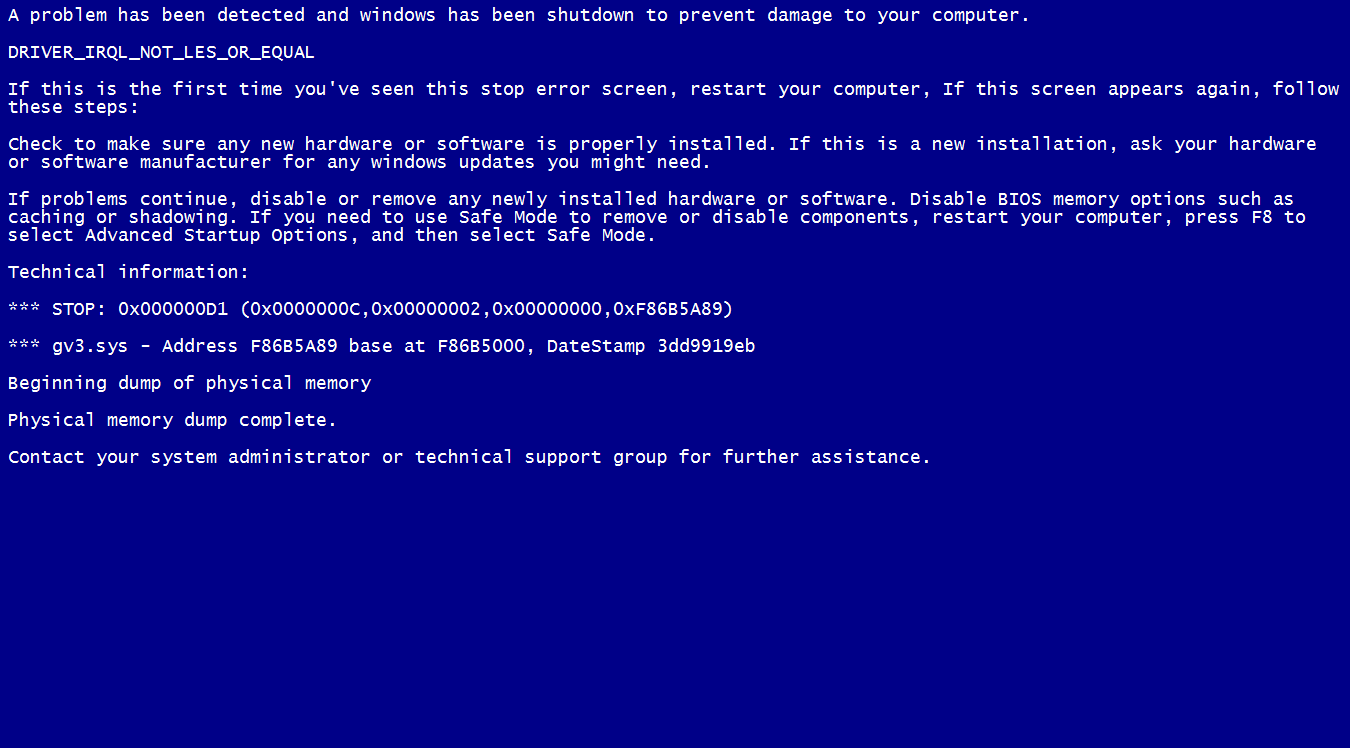 A problem has been detected and windows has been shutdown to prevent damage to your computer.
DRIVER_IRQL_NOT_LES_OR_EQUAL
If this is the first time you've seen this stop error screen, restart your computer, If this screen appears again, follow
these steps:
Check to make sure any new hardware or software is properly installed. If this is a new installation, ask your hardware
or software manufacturer for any windows updates you might need.
If problems continue, disable or remove any newly installed hardware or software. Disable BIOS memory options such as
caching or shadowing. If you need to use Safe Mode to remove or disable components, restart your computer, press F8 to
select Advanced Startup Options, and then select Safe Mode.
Technical information:
*** STOP: 0x000000D1 (0x0000000C,0x00000002,0x00000000,0xF86B5A89)
*** gv3.sys - Address F86B5A89 base at F86B5000, DateStamp 3dd9919eb
Beginning dump of physical memory
Physical memory dump complete.
Contact your system administrator or technical support group for further assistance.